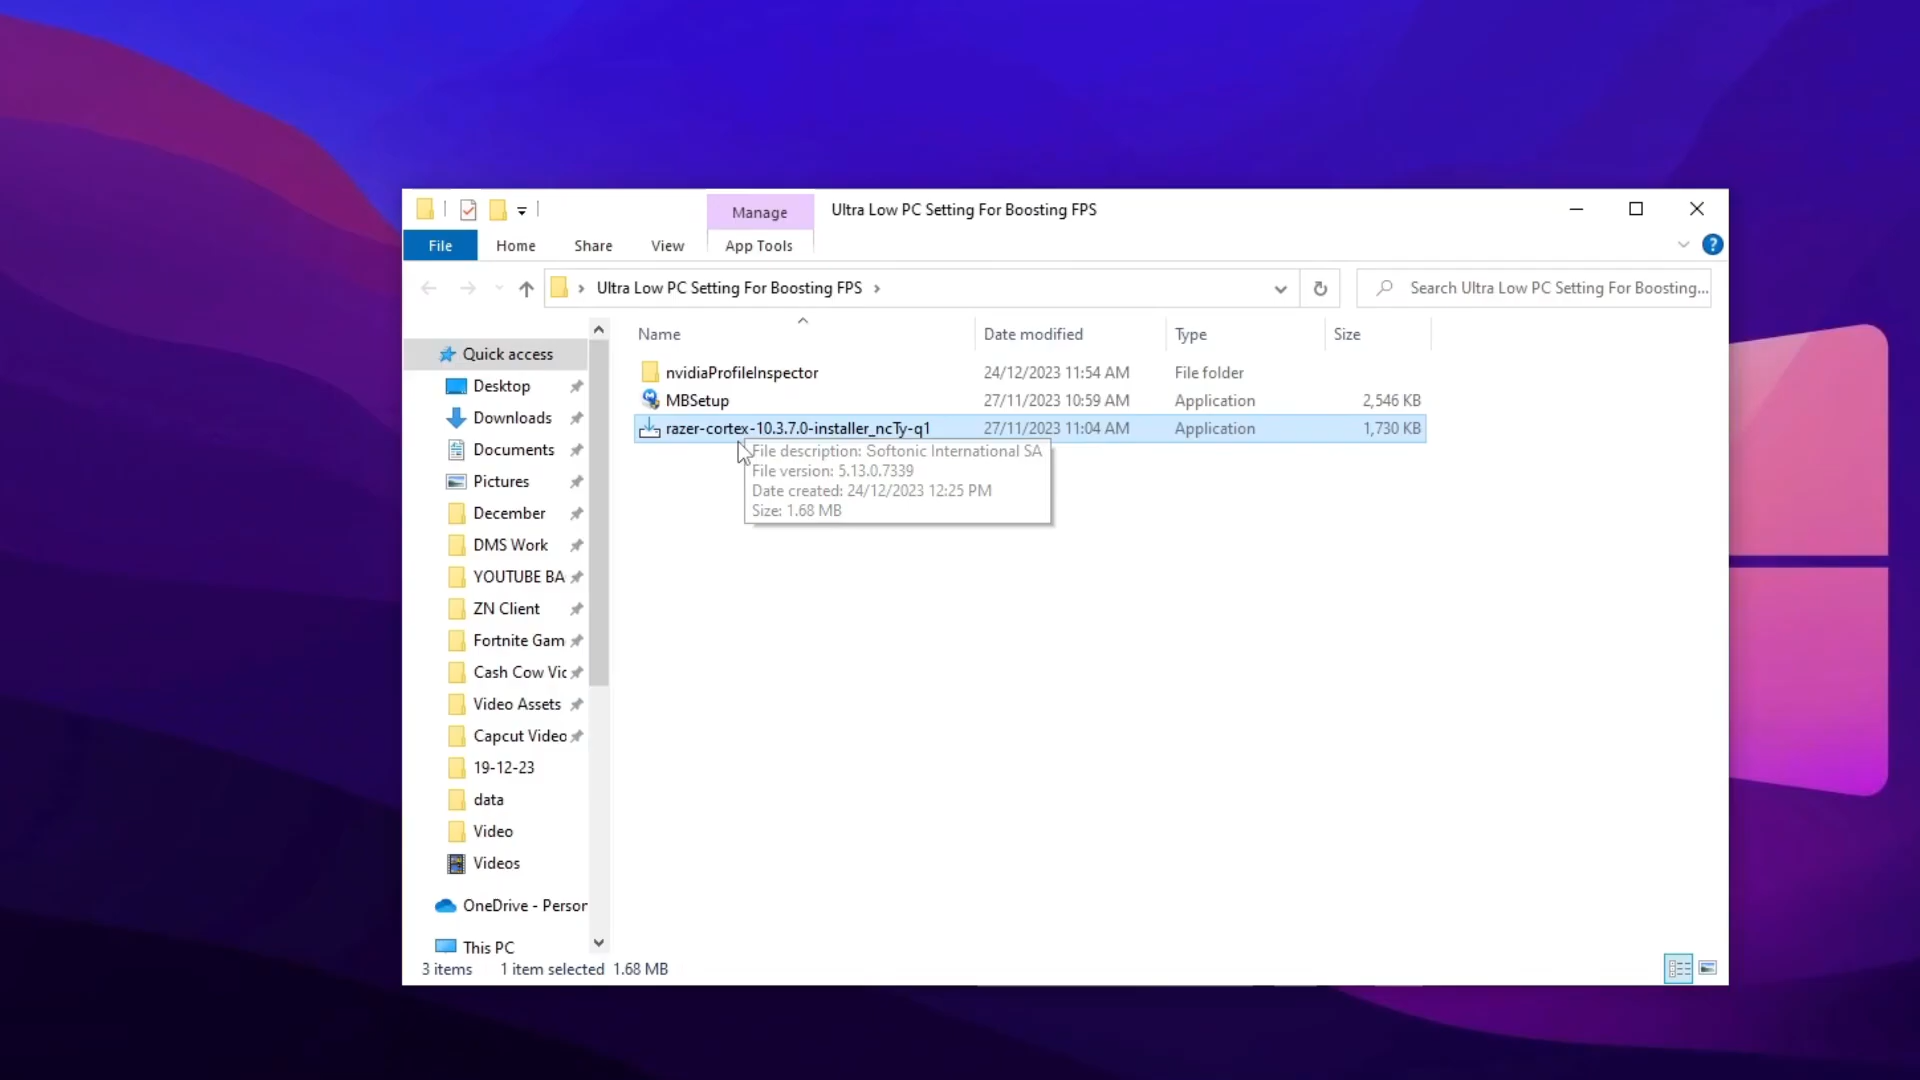 Manage
Ultra Low PC Setting For Boosting FPS
File
Home
Share
View
App Tools
?
Ultra Low PC Setting For Boosting FPS
Search Ultra Low PC Setting For Boosting...
Name
Date modified
Type
Size
nvidiaProfileInspector
24/12/2023 11:54 AM
File folder
MBSetup
27/11/2023 10:59 AM
Application
2,546 KB
razer-cortex-10.3.7.0-installer_ncTy-q1
27/11/2023 11:04 AM
Application
1,730 KB
File description: Softonic International SA
File version: 5.13.0.7339
Date created: 24/12/2023 12:25 PM
Size: 1.68 MB
Quick access
Desktop
Downloads
Documents
Pictures
December
DMS Work
YOUTUBE BA
ZN Client
Fortnite Gam
Cash Cow Vic
Video Assets
Capcut Video
19-12-23
data
Video
Videos
OneDrive - Person
This PC
3 items
1 item selected
1.68 MB